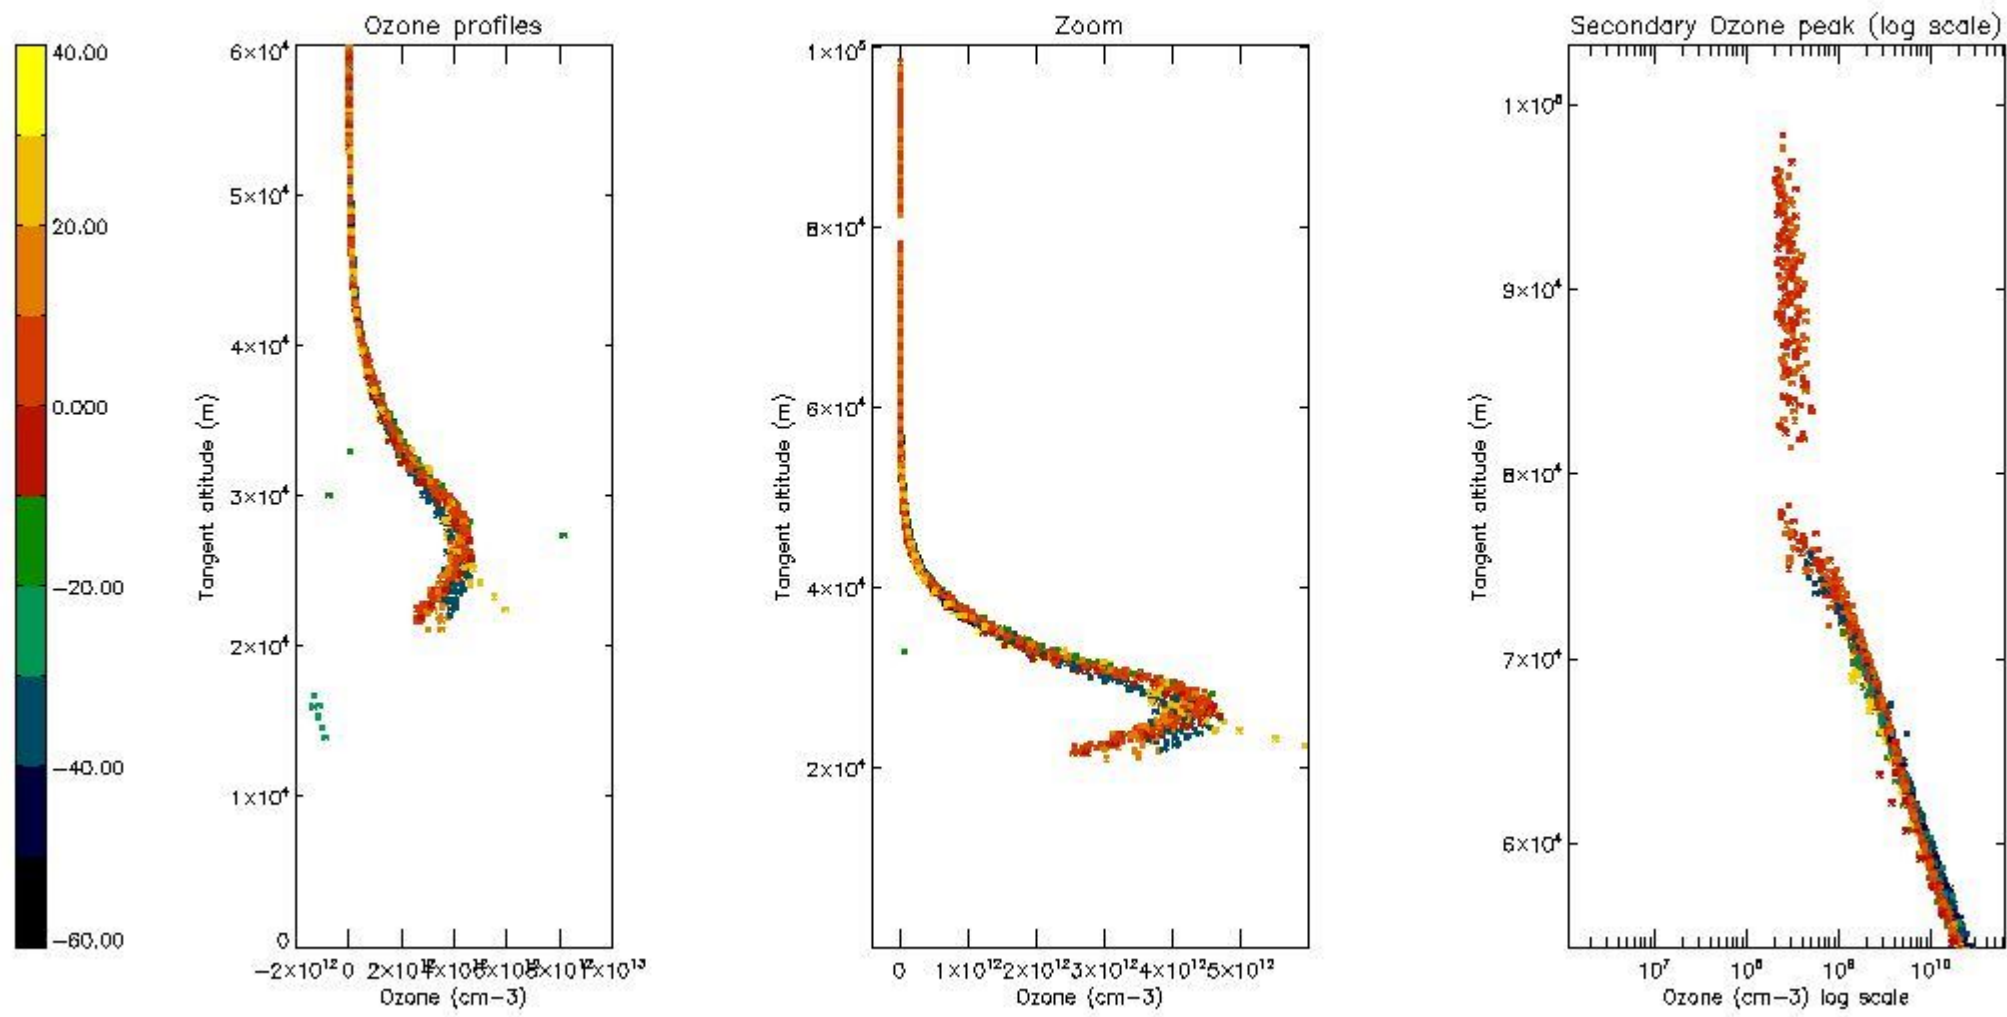 Ozone profiles
Zoom
Secondary Ozone peak (log scale)
40.00
20.00
0.000
−20.00
−40.00
−60.00
6×10⁴
5×10⁴
4×10⁴
3×10⁴
2×10⁴
1×10⁴
0
Tangent altitude (m)
−2×10¹² 0
Ozone (cm−3)
1×10⁵
8×10⁴
6×10⁴
4×10⁴
2×10⁴
Tangent altitude (m)
0 1×10¹² 2×10¹² 3×10¹² 4×10¹² 5×10¹²
Ozone (cm−3)
9×10⁴
8×10⁴
7×10⁴
6×10⁴
Tangent altitude (m)
10⁷ 10¹⁰
Ozone (cm−3) log scale